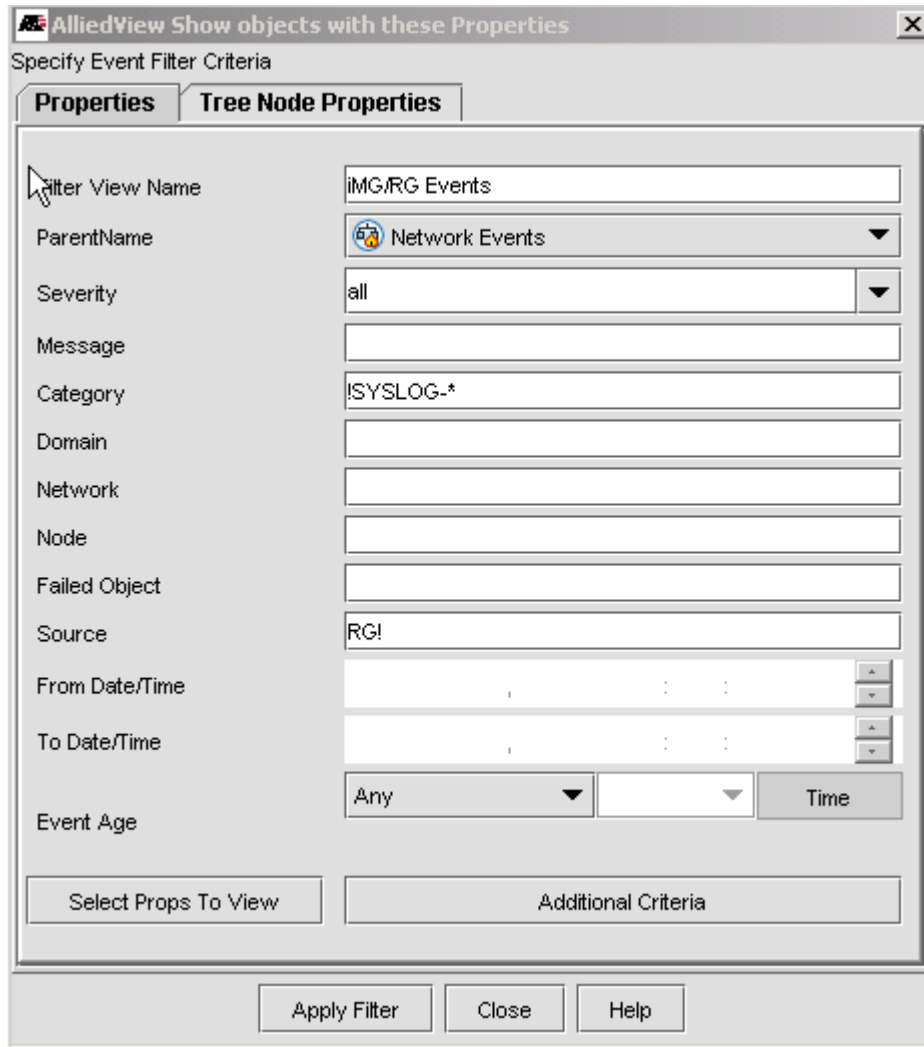 AlliedView Show objects with these Properties
Specify Event Filter Criteria
Properties Tree Node Properties
Filter View Name iMG/RG Events
ParentName Network Events
Severity all
Message
Category !SYSLOG-*
Domain
Network
Node
Failed Object
Source RG!
From Date/Time , : :
To Date/Time , : :
Any Time
Event Age
Select Props To View Additional Criteria
Apply Filter Close Help